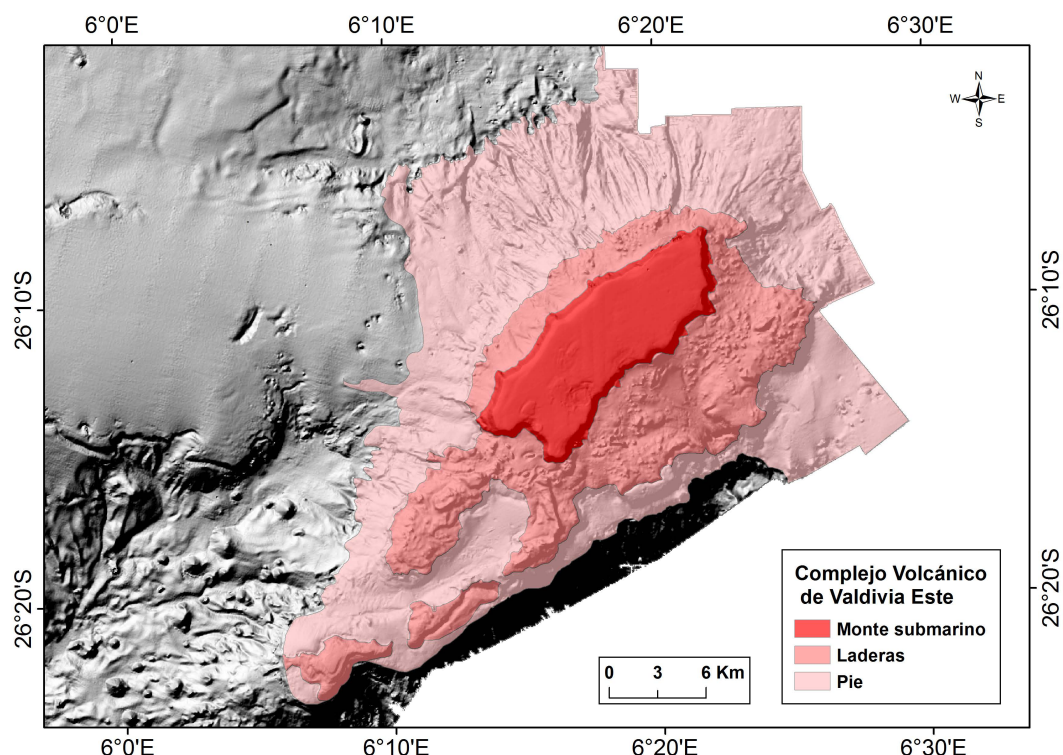 6°0'E 6°10'E 6°20'E 6°30'E
N
W E
S
26°10'S 26°10'S
26°20'S 26°20'S
Complejo Volcánico
de Valdivia Este
Monte submarino
Laderas
Pie
0 3 6 Km
6°0'E 6°10'E 6°20'E 6°30'E